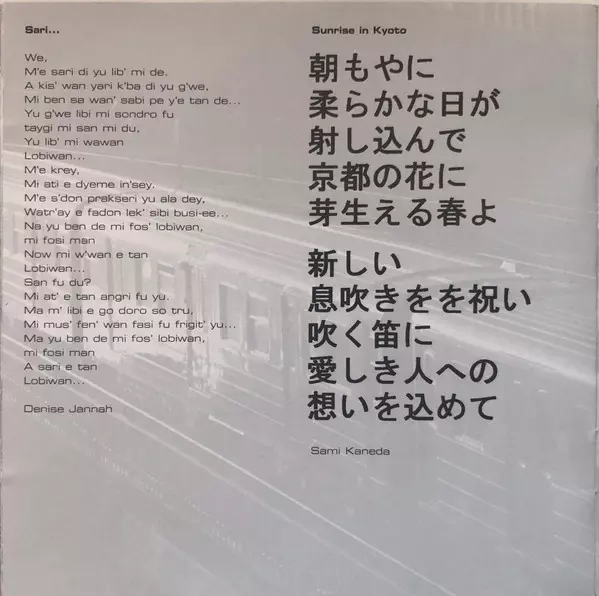 Sari...
We,
M'e sari di yu lib' mi de.
A kis' wan yari k'ba di yu g'we,
Mi ben sa wan' sabi pe y'e tan de...
Yu g'we libi mi sondro fu
taygi mi san mi du,
Yu lib' mi wawan
Lobiwan...
M'e krey,
Mi ati e dyeme in'sey.
M'e s'don prakseri yu ala dey,
Watr'ay e fadon lek' sibi busi-ee...
Na yu ben de mi fos' lobiwan,
mi fosi man
Now mi w'wan e tan
Lobiwan...
San fu du?
Mi at' e tan angri fu yu.
Ma m' libi e go doro so tru,
Mi mus' fen' wan fasi fu frigit' yu...
Ma yu ben de mi fos' lobiwan,
mi fosi man
A sari e tan
Lobiwan...
Denise Jannah
Sunrise in Kyoto
朝もやに
柔らかな日が
射し込んで
京都の花に
芽生える春よ
新しい
息吹きをを祝い
吹く笛に
愛しき人への
想いを込めて
Sami Kaneda